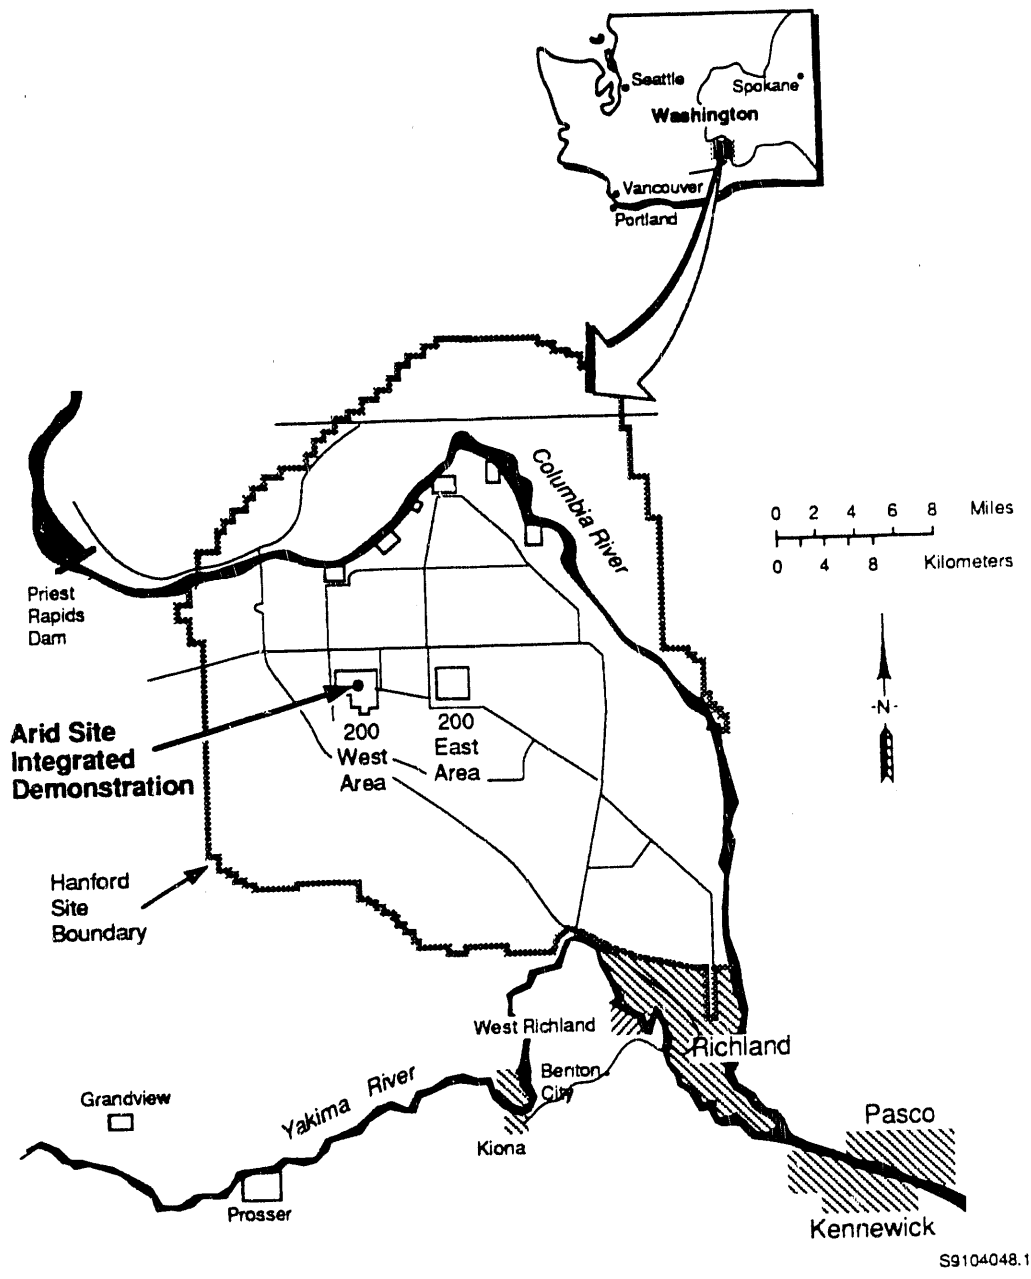 Seattle
Spokane
Washington
Vancouver
Portland
Columbia River
0 2 4 6 8 Miles
0 4 8 Kilometers
Priest
Rapids
Dam
-N-
Arid Site
Integrated
Demonstration
200
West
Area
200
East
Area
Hanford
Site
Boundary
West Richland
Richland
Benton
City
Yakima River
Grandview
Kiona
Pasco
Prosser
Kennewick
S9104048.1